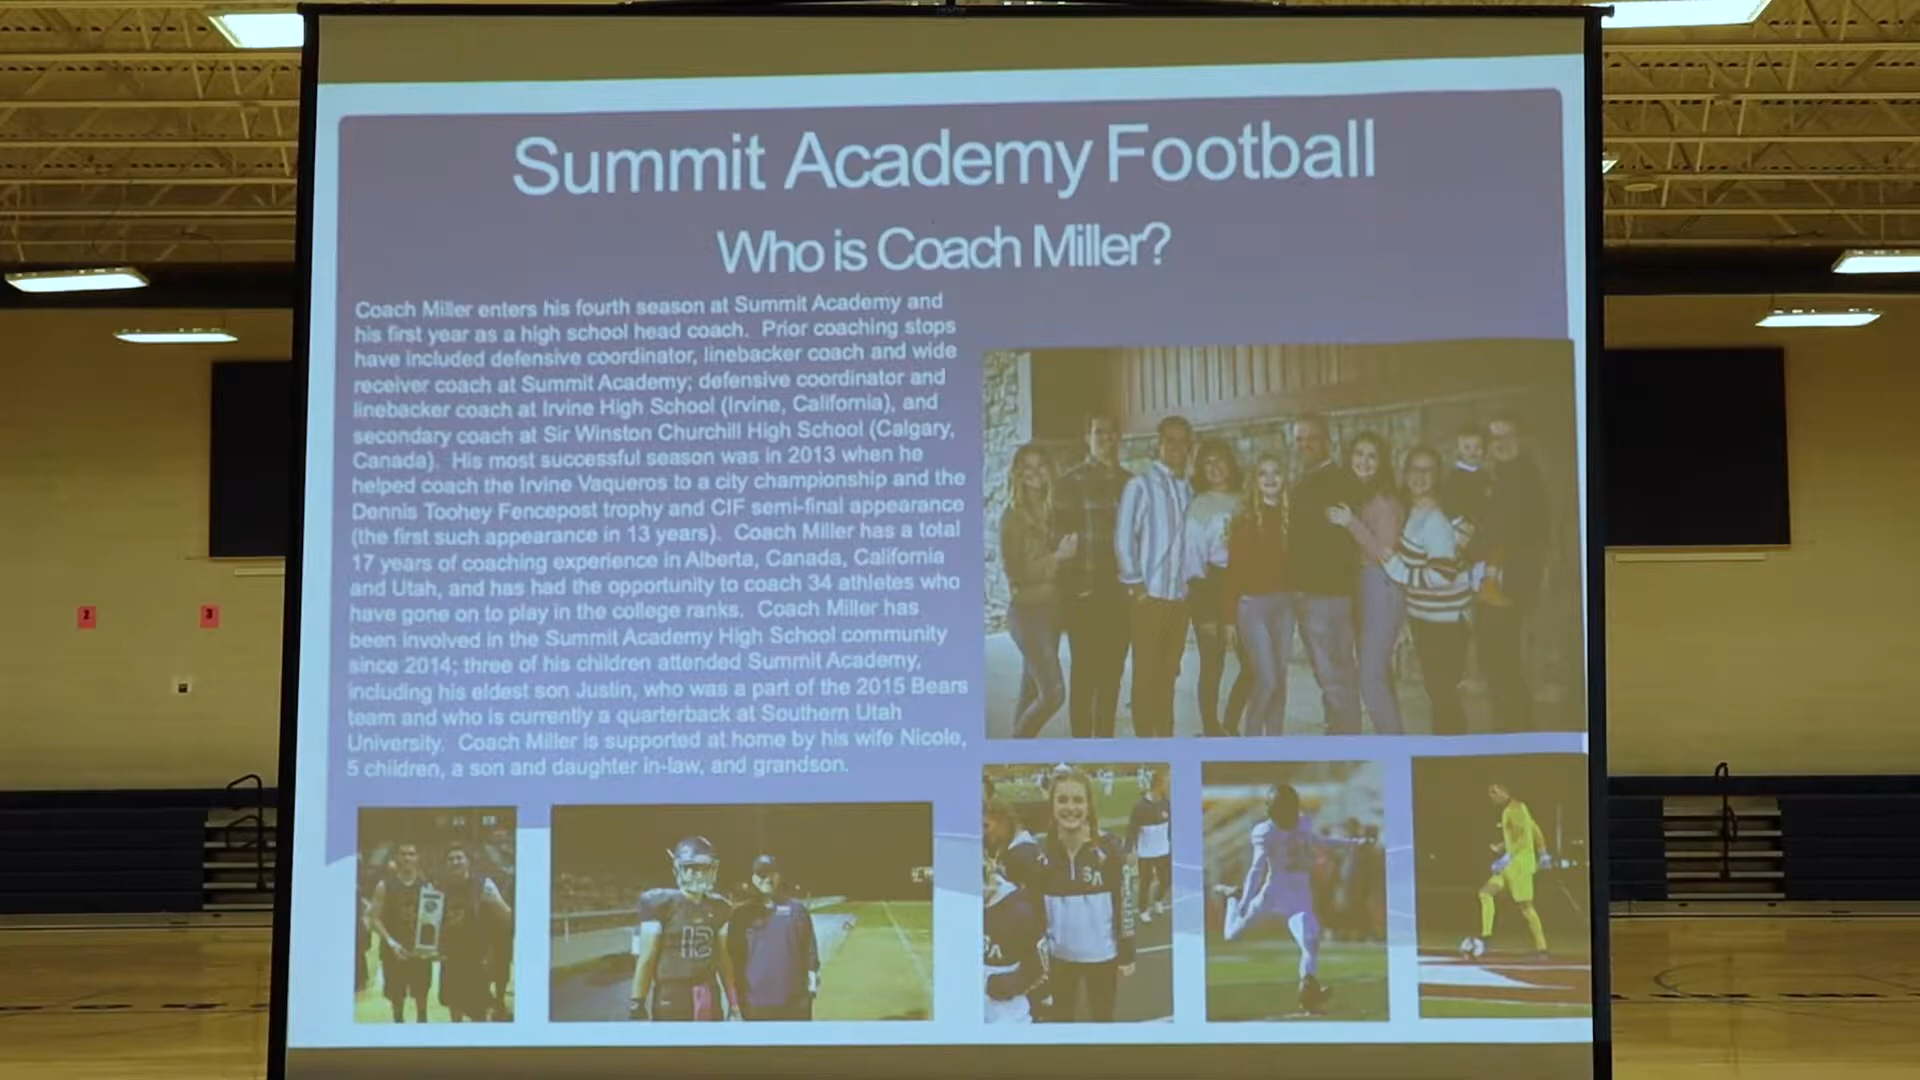 Summit Academy Football
Who is Coach Miller?
Coach Miller enters his fourth season at Summit Academy and
his first year as a high school head coach. Prior coaching stops
have included defensive coordinator, linebacker coach and wide
receiver coach at Summit Academy; defensive coordinator and
linebacker coach at Irvine High School (Irvine, California), and
secondary coach at Sir Winston Churchill High School (Calgary,
Canada). His most successful season was in 2013 when he
helped coach the Irvine Vaqueros to a city championship and the
Dennis Toohey Fencepost trophy and CIF semi-final appearance
(the first such appearance in 13 years). Coach Miller has a total
17 years of coaching experience in Alberta, Canada, California
and Utah, and has had the opportunity to coach 34 athletes who
have gone on to play in the college ranks. Coach Miller has
been involved in the Summit Academy High School community
since 2014; three of his children attended Summit Academy,
including his eldest son Justin, who was a part of the 2015 Bears
team and who is currently a quarterback at Southern Utah
University. Coach Miller is supported at home by his wife Nicole,
5 children, a son and daughter in-law, and grandson.
2
3
12
SA
SA